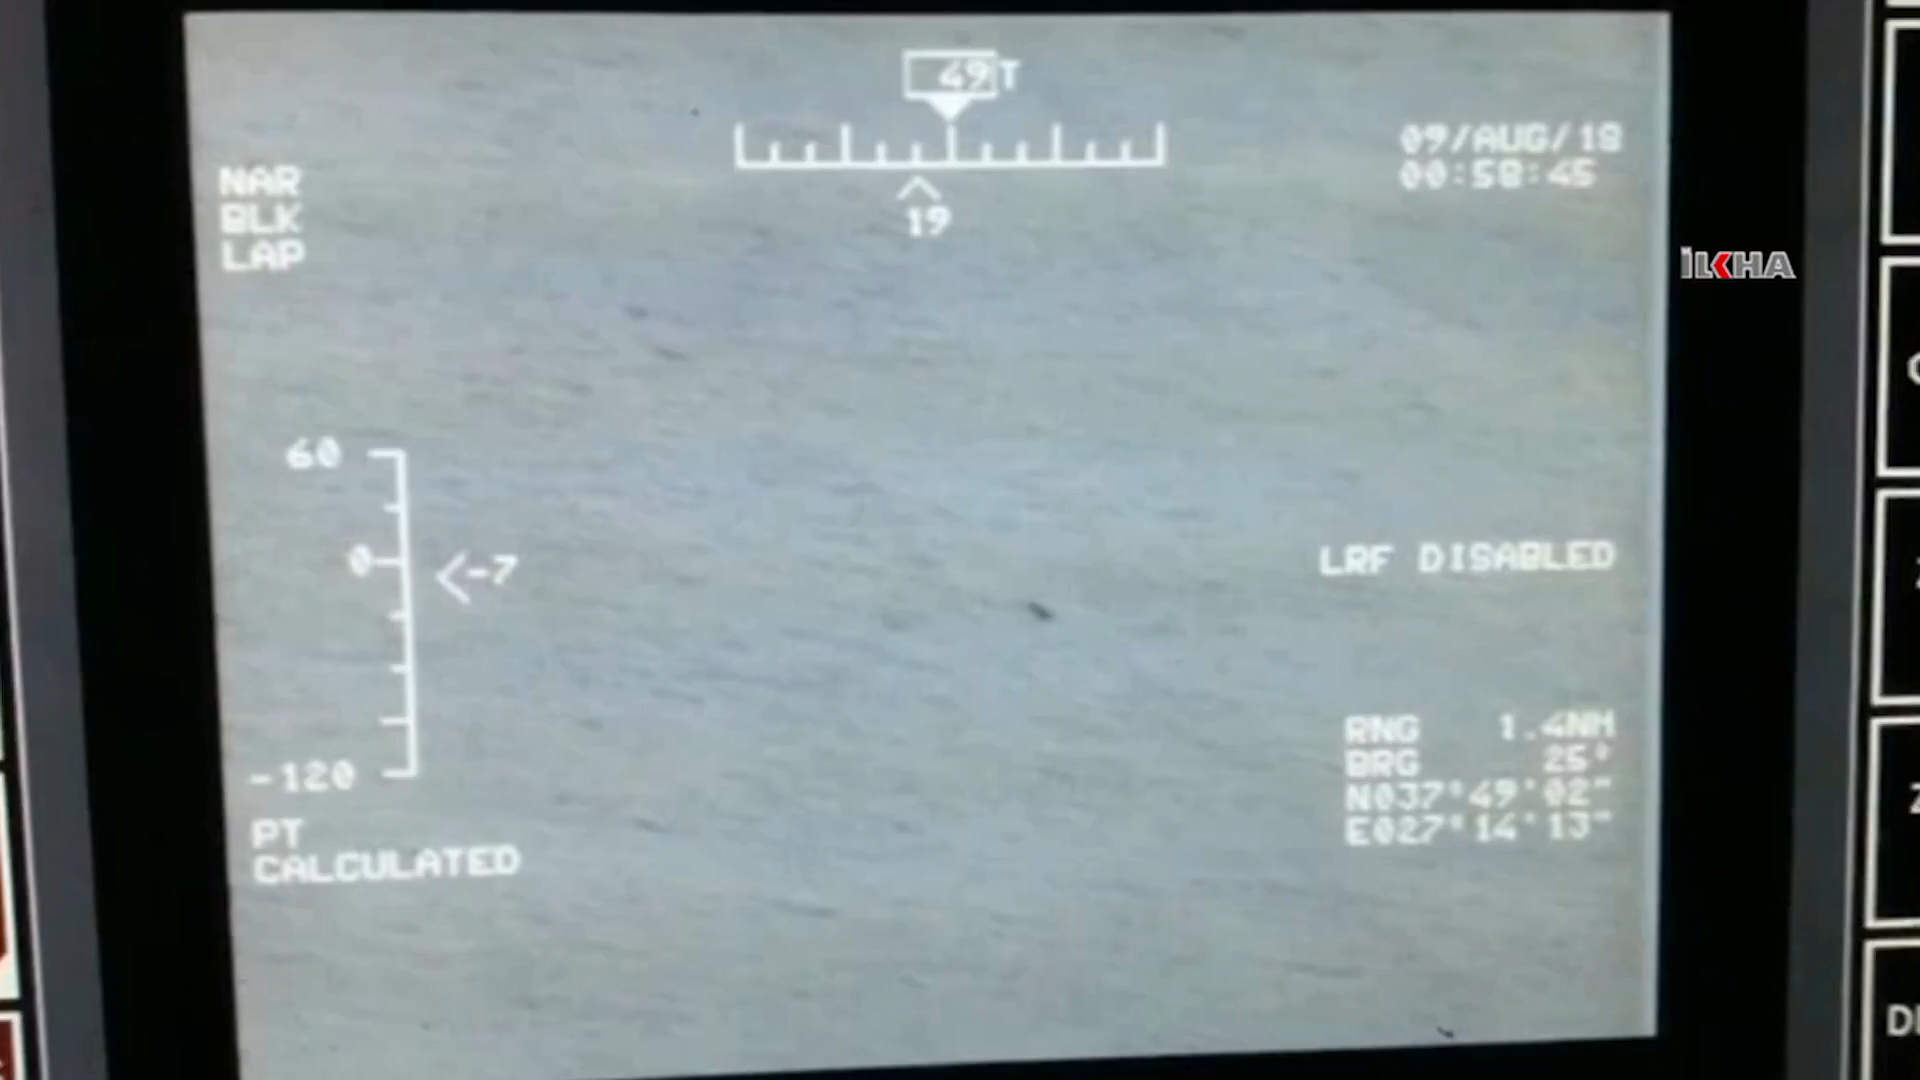 49T
09/AUG/18
00:58:45
NAR
BLK
LAP
19
İLKHA
60
0
<-7
LRF DISABLED
RNG 1.4NM
BRG 25°
N037°49'02"
E027°14'13"
-120
PT
CALCULATED